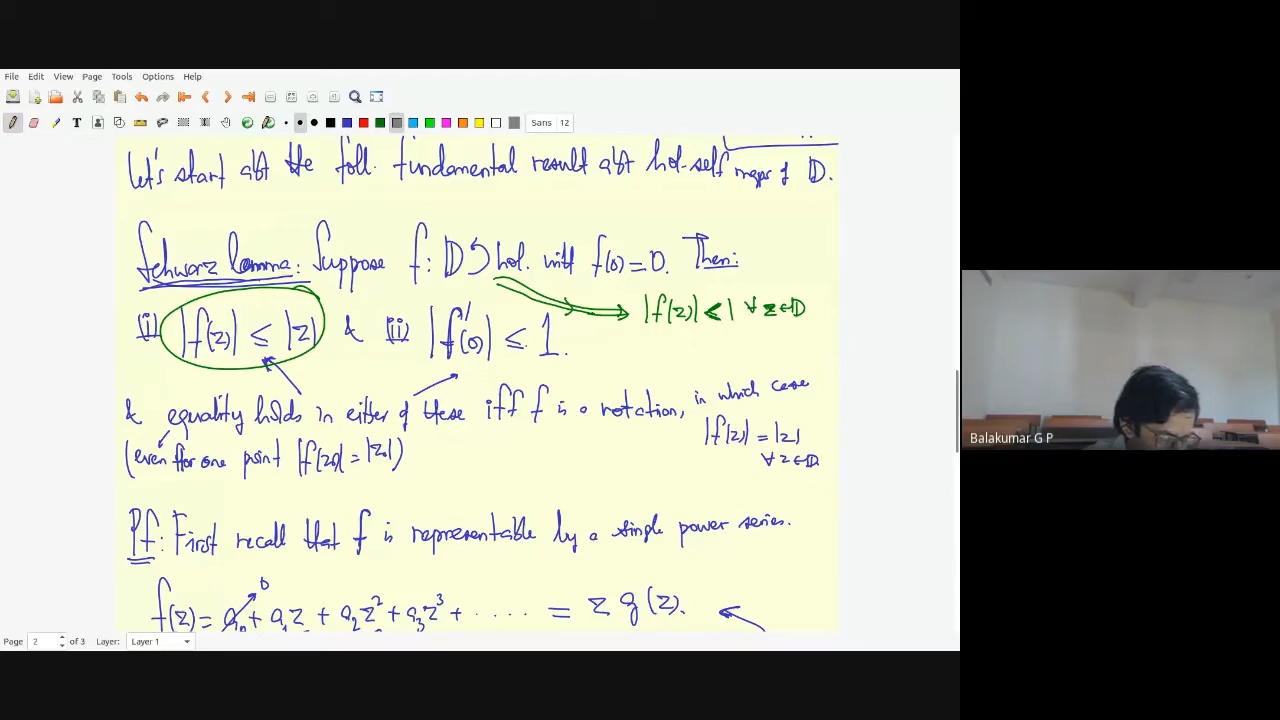 File Edit View Page Tools Options Help
Sans 12
Let's start abt the foll. fundamental result abt hol. self maps of 𝔻.
Schwarz Lemma: Suppose f: 𝔻↺ hol. with f(0)=0. Then:
|f(z)| < 1 ∀ z∈𝔻
(i) |f(z)| ≤ |z| & (ii) |f'(0)| ≤ 1.
& equality holds in either of these iff f is a rotation, in which case
|f(z)| = |z|
∀ z∈𝔻
(even for one point |f(z₀)| = |z₀|)
Pf: First recall that f is representable by a single power series.
f(z) = a₀ + a₁z + a₂z² + a₃z³ + ..... = z g(z).
0
Balakumar G P
Page 2 of 3 Layer: Layer 1